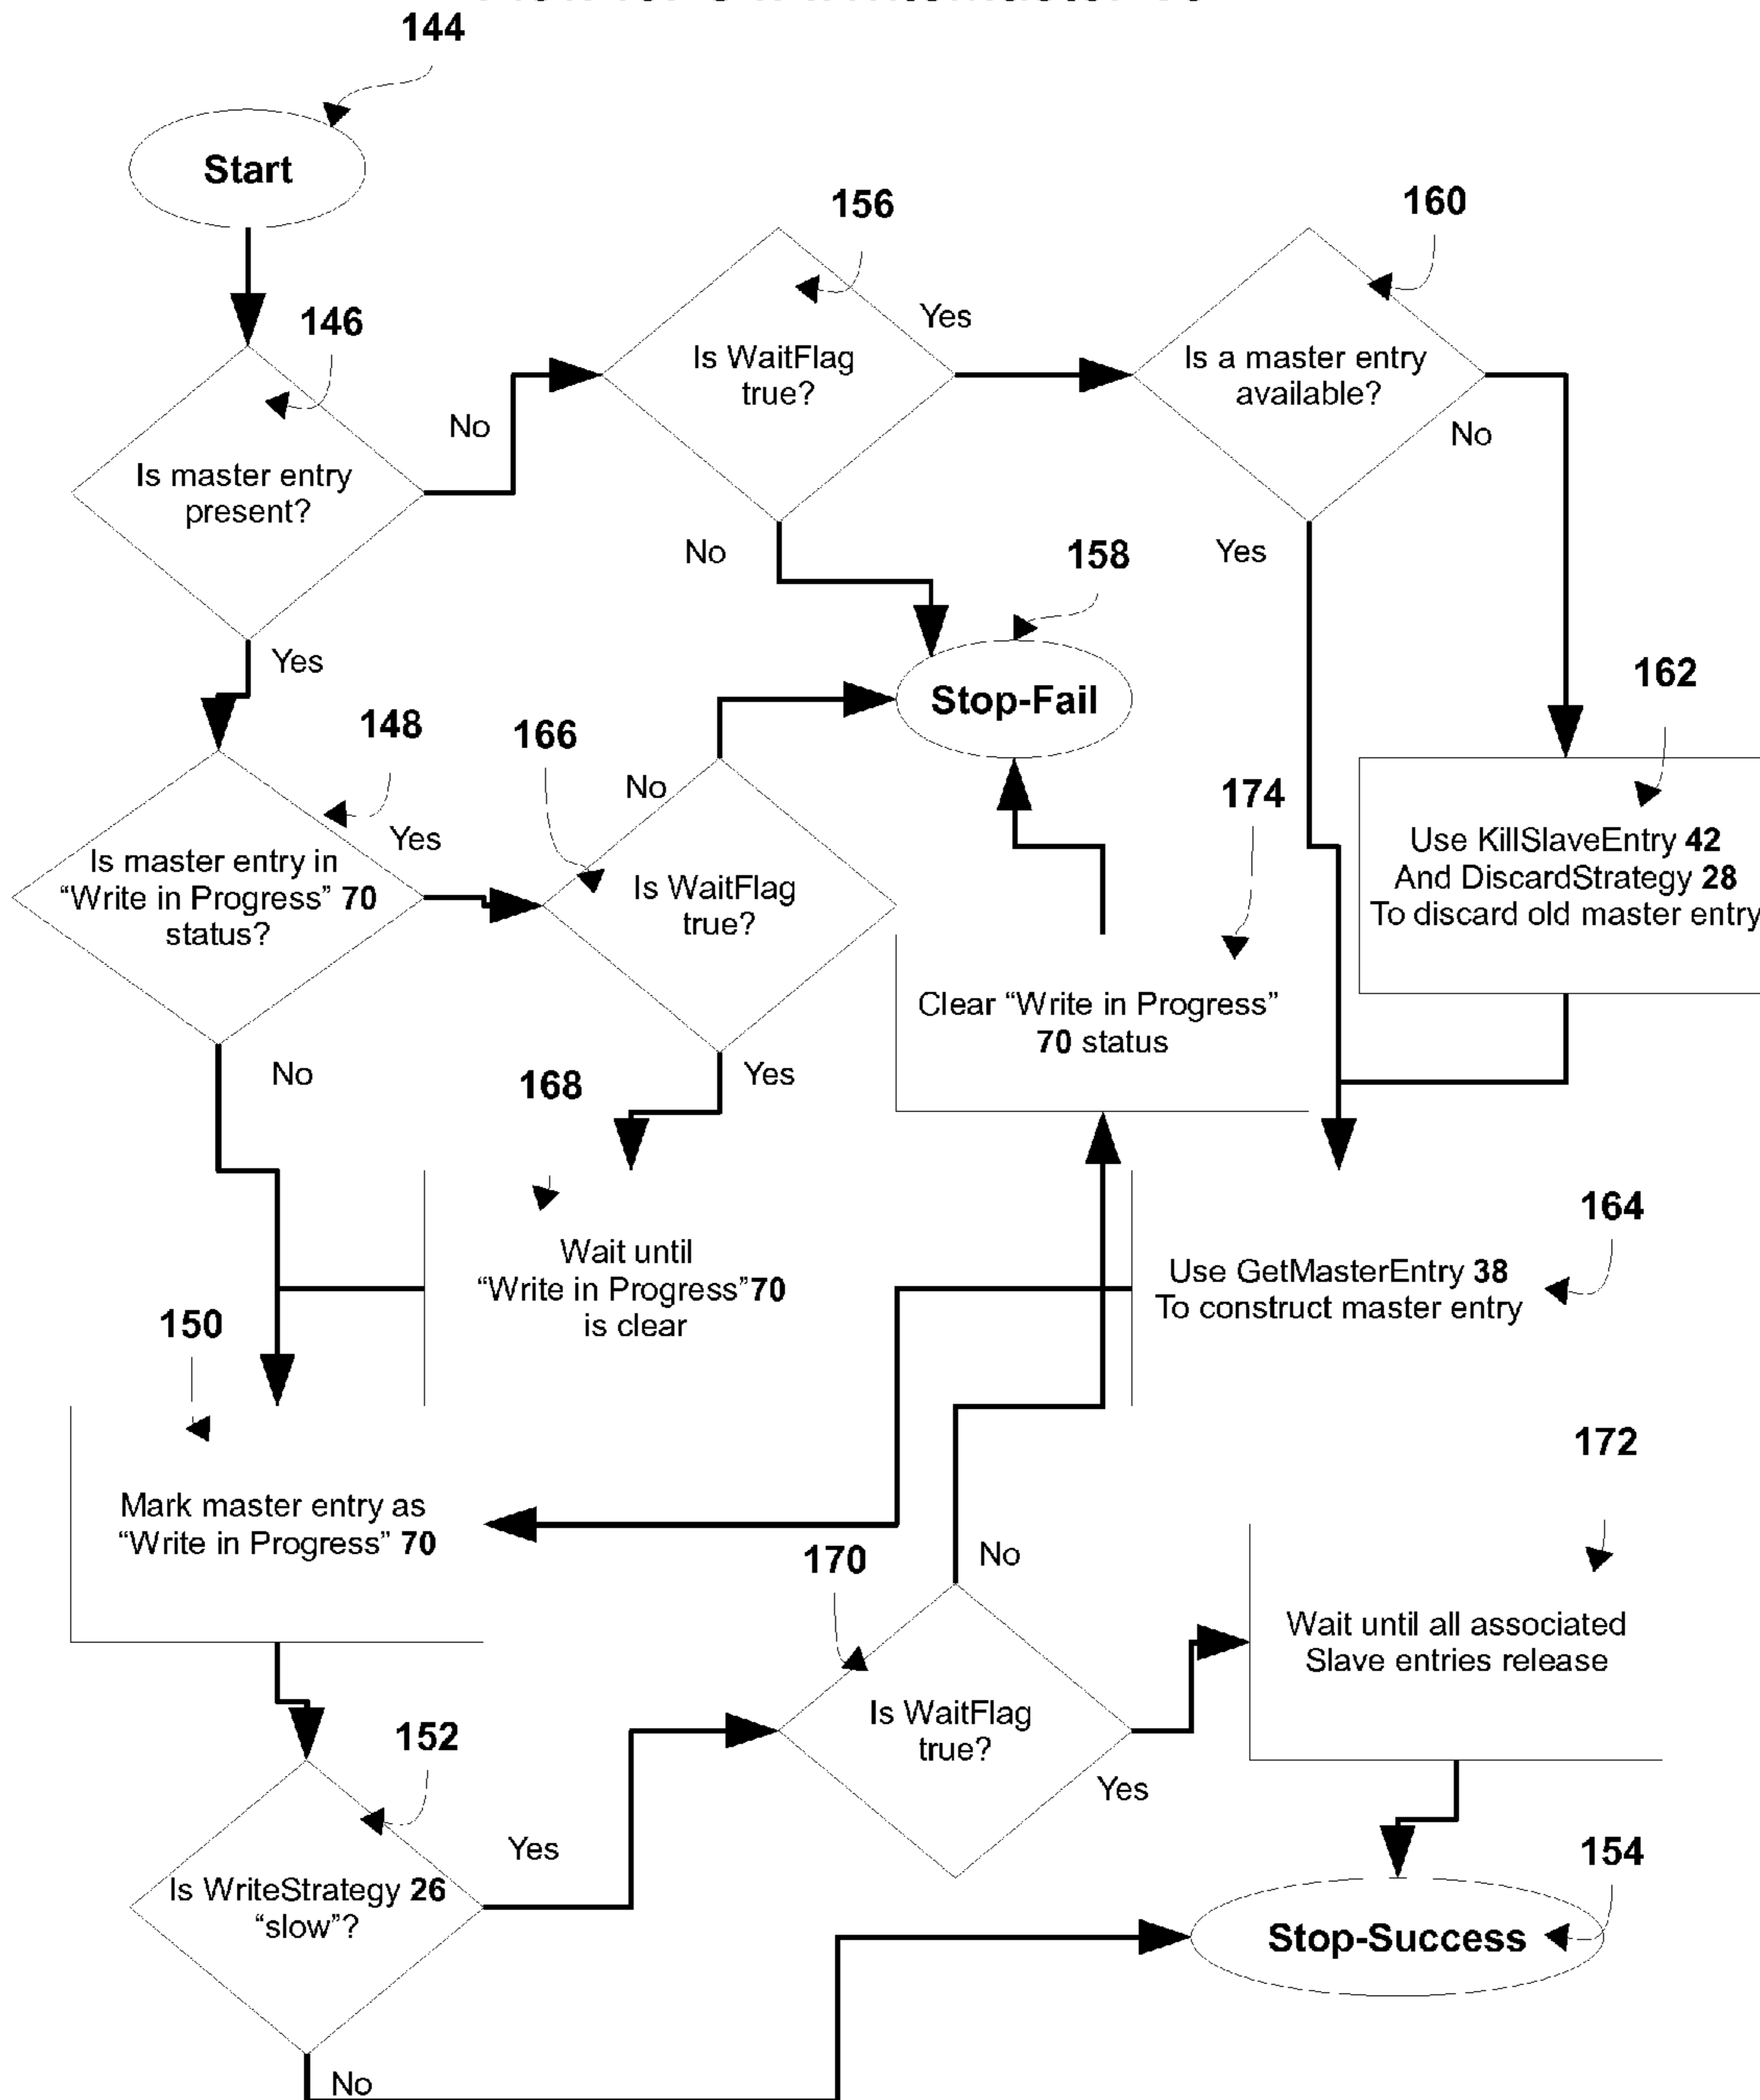 144
Start
156
160
146
Yes
Is WaitFlag
true?
Is a master entry
available?
No
No
Is master entry
present?
No
158
Yes
Yes
162
Stop-Fail
148
166
No
174
Yes
Use KillSlaveEntry 42
And DiscardStrategy 28
To discard old master entry
Is master entry in
“Write in Progress” 70
status?
Is WaitFlag
true?
Clear “Write in Progress”
70 status
No
168
Yes
164
Wait until
“Write in Progress”70
is clear
Use GetMasterEntry 38
To construct master entry
150
172
Mark master entry as
“Write in Progress” 70
170
No
Wait until all associated
Slave entries release
Is WaitFlag
true?
152
Yes
Yes
154
Is WriteStrategy 26
“slow”?
Stop-Success
No